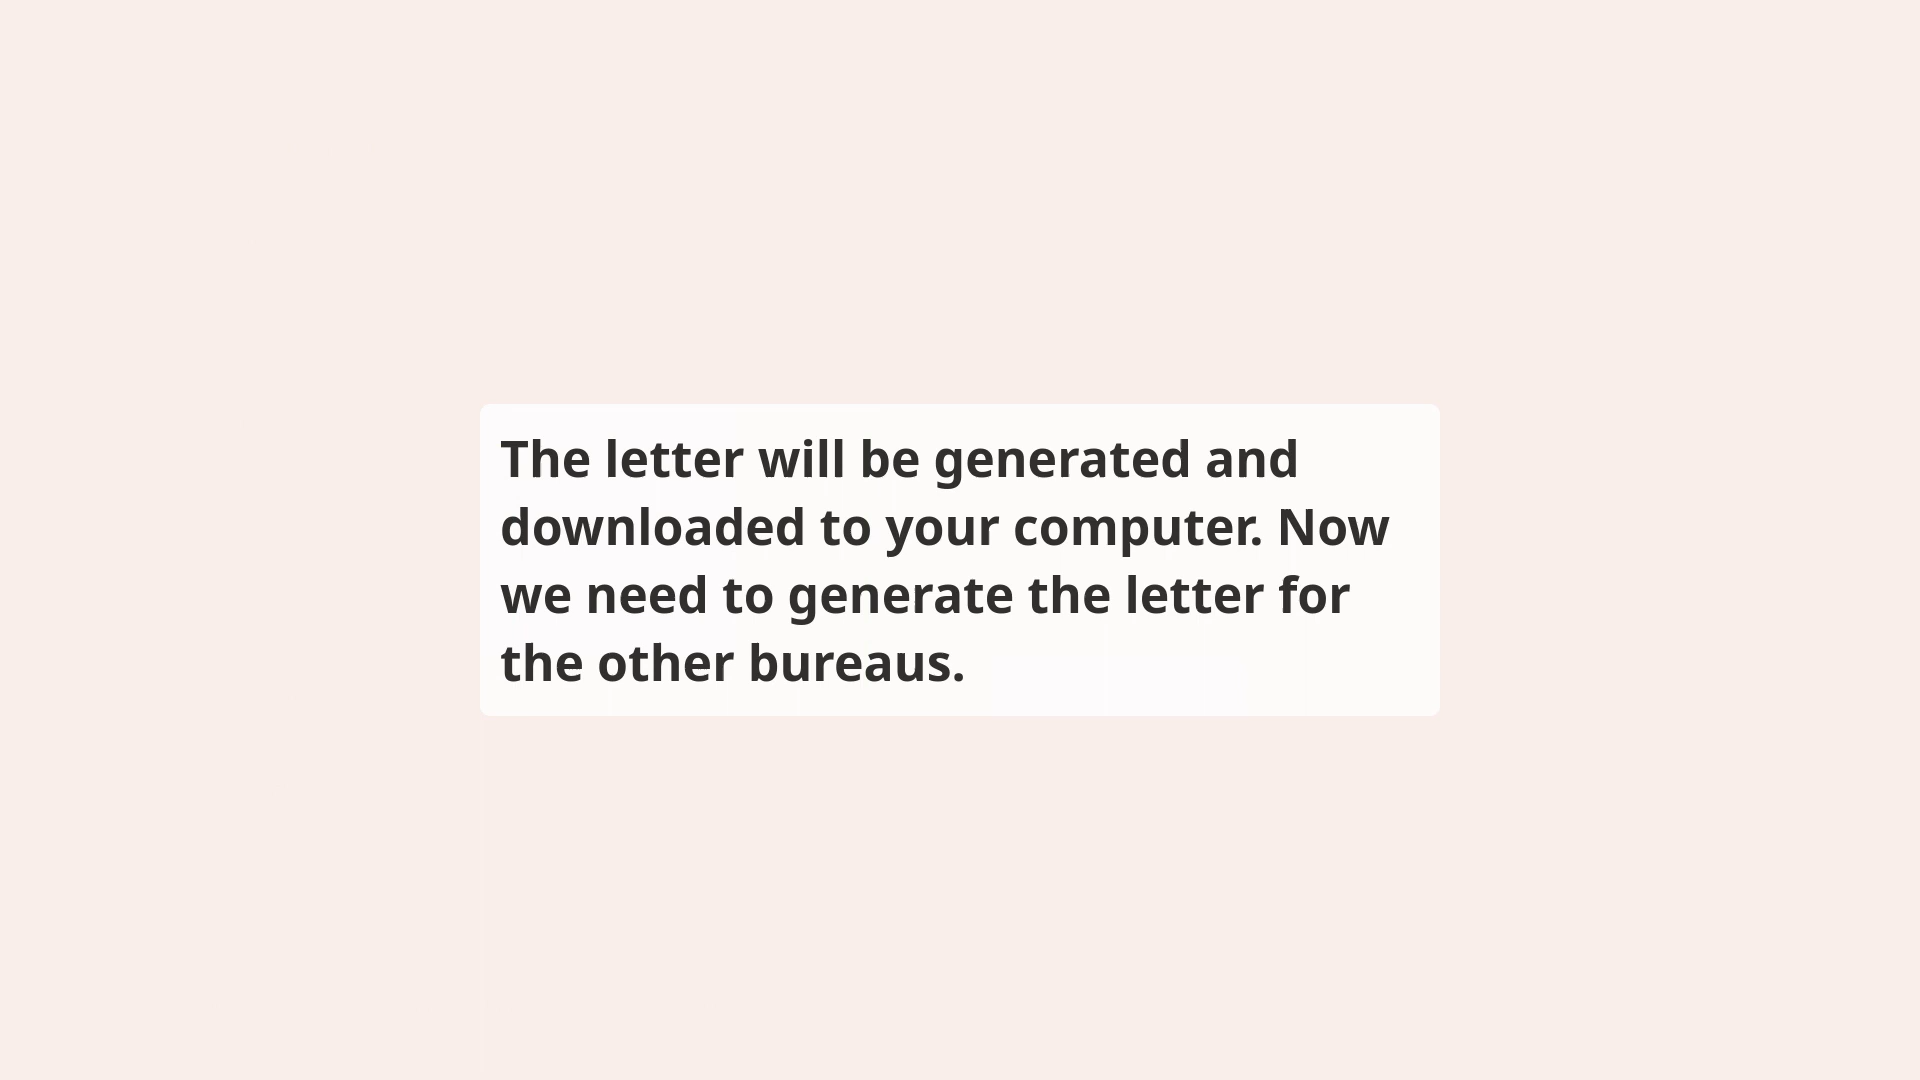 The letter will be generated and
downloaded to your computer. Now
we need to generate the letter for
the other bureaus.